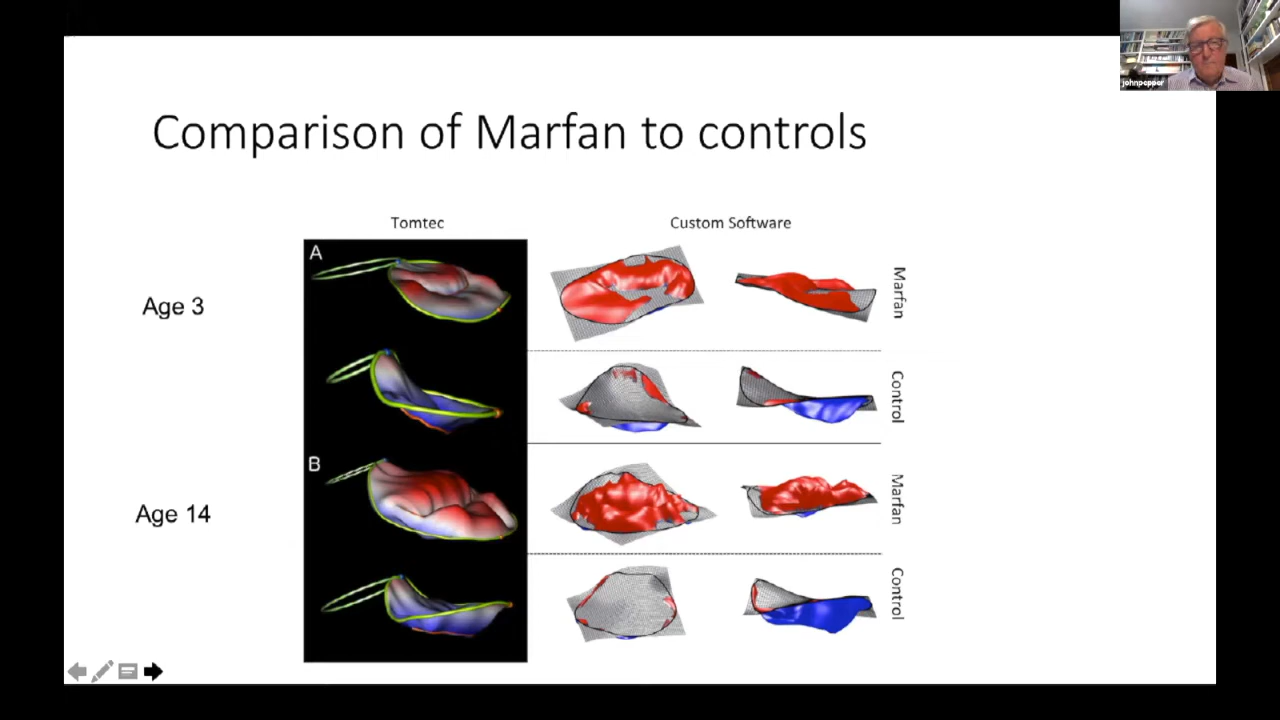 johnpepper
Comparison of Marfan to controls
Tomtec
Custom Software
A
Age 3
Marfan
Control
B
Age 14
Marfan
Control